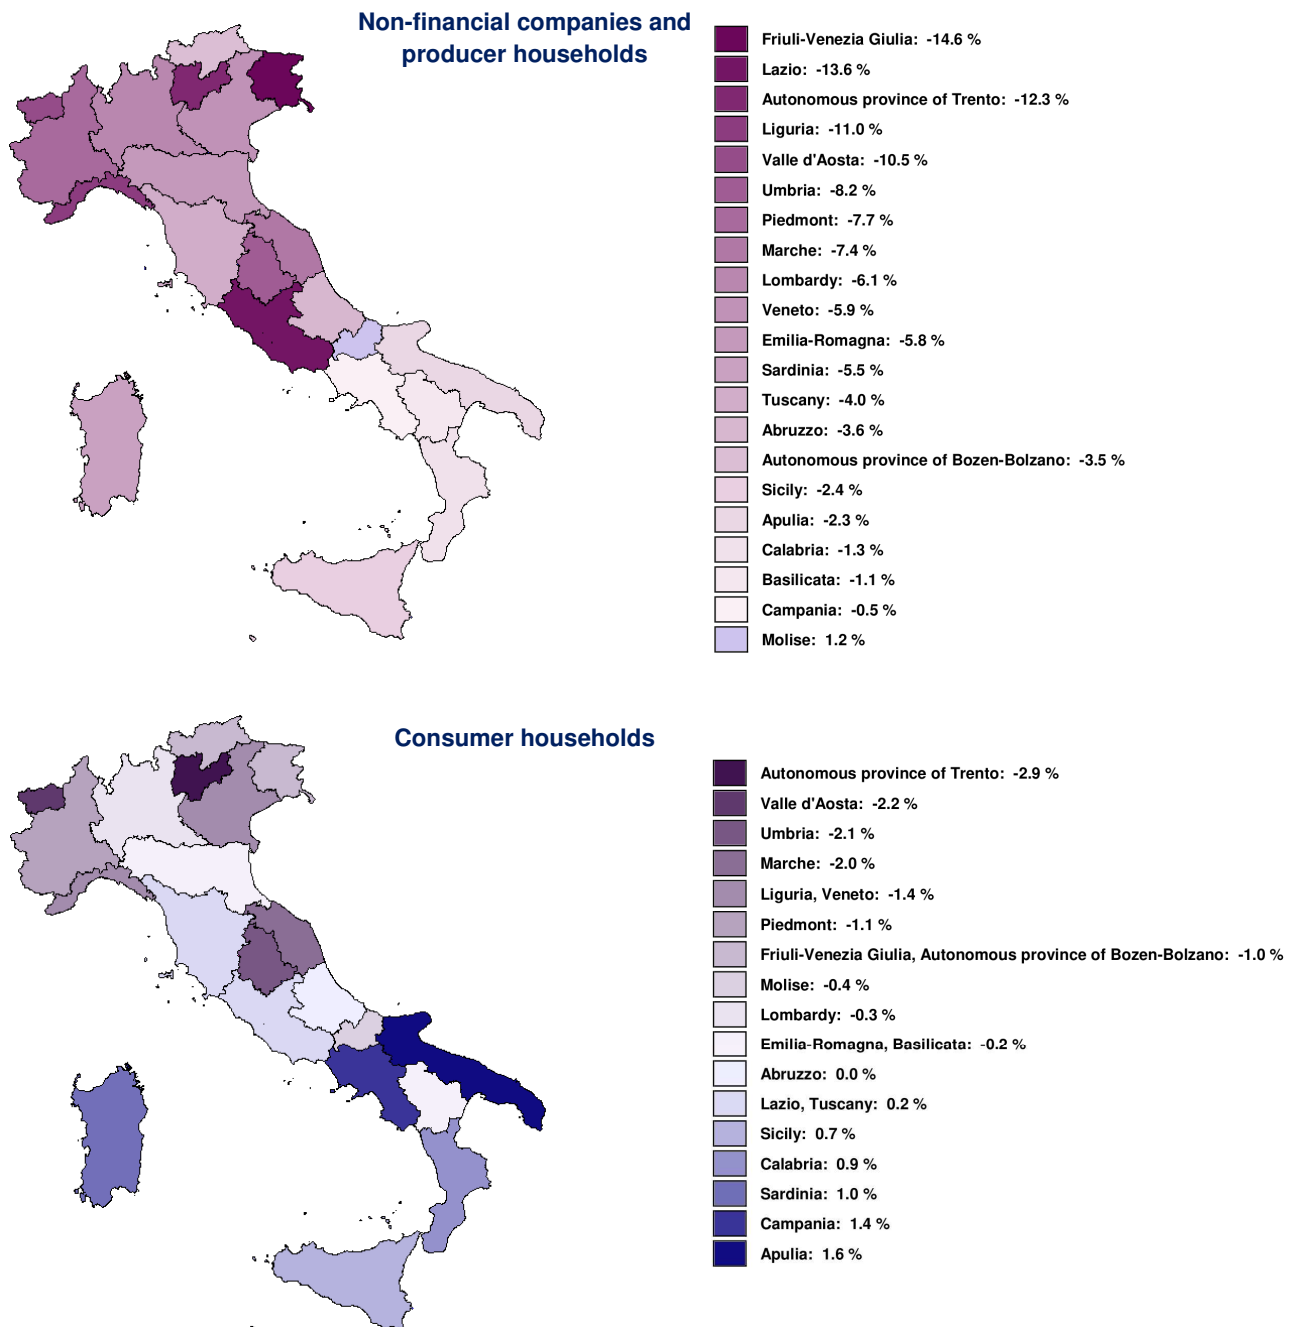 Non-financial companies and
producer households
Friuli-Venezia Giulia: -14.6 %
Lazio: -13.6 %
Autonomous province of Trento: -12.3 %
Liguria: -11.0 %
Valle d'Aosta: -10.5 %
Umbria: -8.2 %
Piedmont: -7.7 %
Marche: -7.4 %
Lombardy: -6.1 %
Veneto: -5.9 %
Emilia-Romagna: -5.8 %
Sardinia: -5.5 %
Tuscany: -4.0 %
Abruzzo: -3.6 %
Autonomous province of Bozen-Bolzano: -3.5 %
Sicily: -2.4 %
Apulia: -2.3 %
Calabria: -1.3 %
Basilicata: -1.1 %
Campania: -0.5 %
Molise: 1.2 %
Consumer households
Autonomous province of Trento: -2.9 %
Valle d'Aosta: -2.2 %
Umbria: -2.1 %
Marche: -2.0 %
Liguria, Veneto: -1.4 %
Piedmont: -1.1 %
Friuli-Venezia Giulia, Autonomous province of Bozen-Bolzano: -1.0 %
Molise: -0.4 %
Lombardy: -0.3 %
Emilia-Romagna, Basilicata: -0.2 %
Abruzzo: 0.0 %
Lazio, Tuscany: 0.2 %
Sicily: 0.7 %
Calabria: 0.9 %
Sardinia: 1.0 %
Campania: 1.4 %
Apulia: 1.6 %